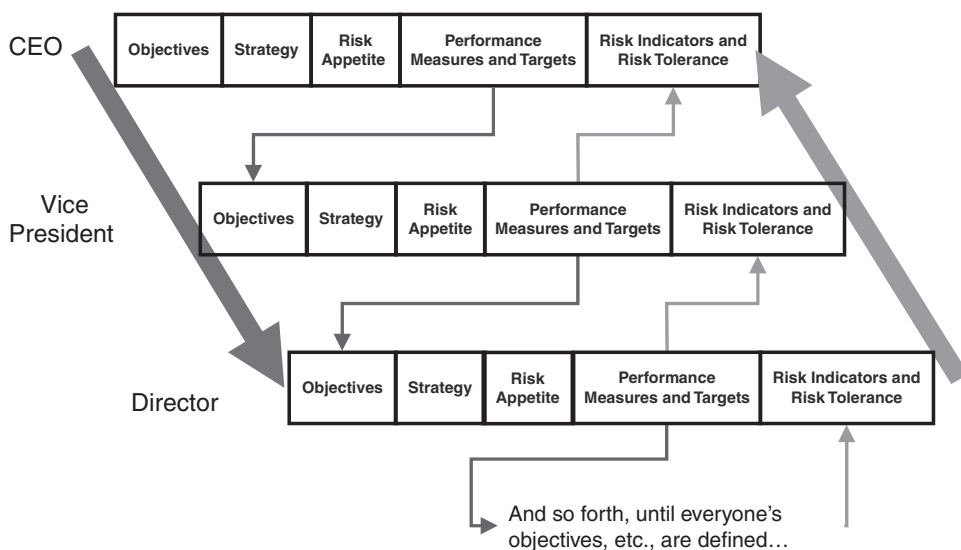 CEO
Objectives
Strategy
Risk
Appetite
Performance
Measures and Targets
Risk Indicators and
Risk Tolerance
Vice
President
Objectives
Strategy
Risk
Appetite
Performance
Measures and Targets
Risk Indicators and
Risk Tolerance
Director
Objectives
Strategy
Risk
Appetite
Performance
Measures and Targets
Risk Indicators and
Risk Tolerance
And so forth, until everyone’s
objectives, etc., are defined…